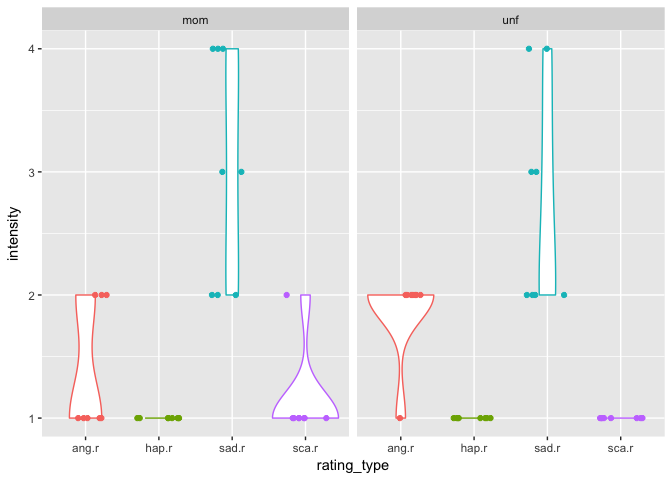 mom unf
4
3
2
1
intensity
ang.r hap.r sad.r sca.r ang.r hap.r sad.r sca.r
rating_type